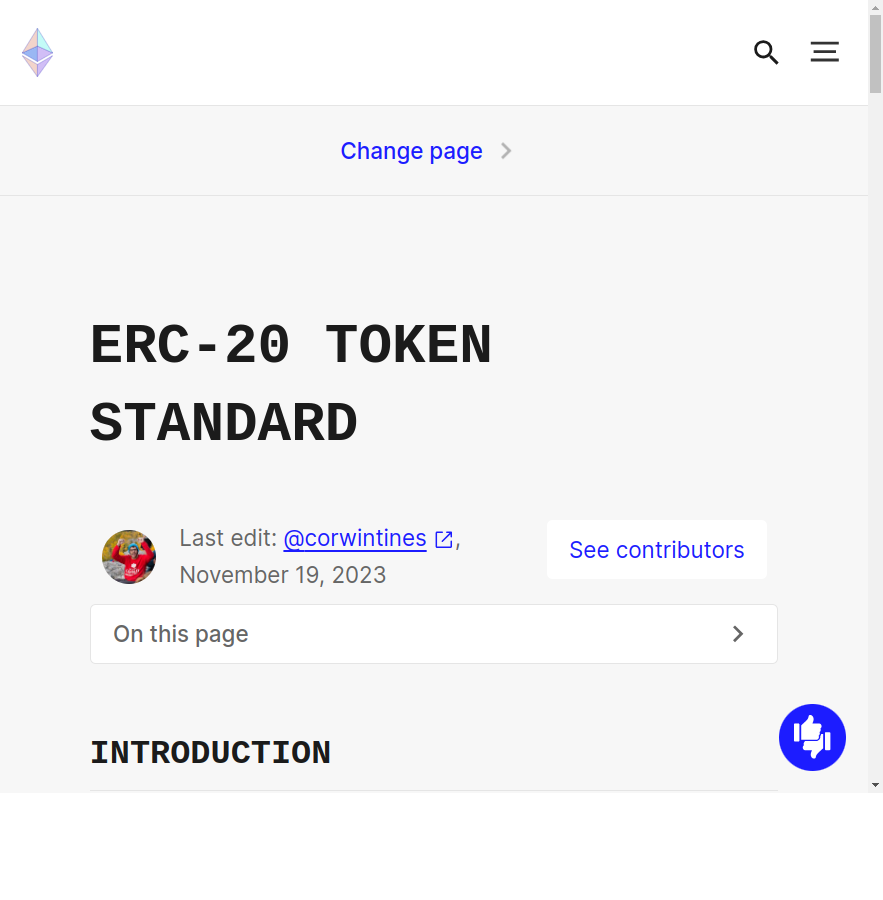 Change page
ERC-20 TOKEN
STANDARD
Last edit: @corwintines ,
November 19, 2023
See contributors
On this page
INTRODUCTION